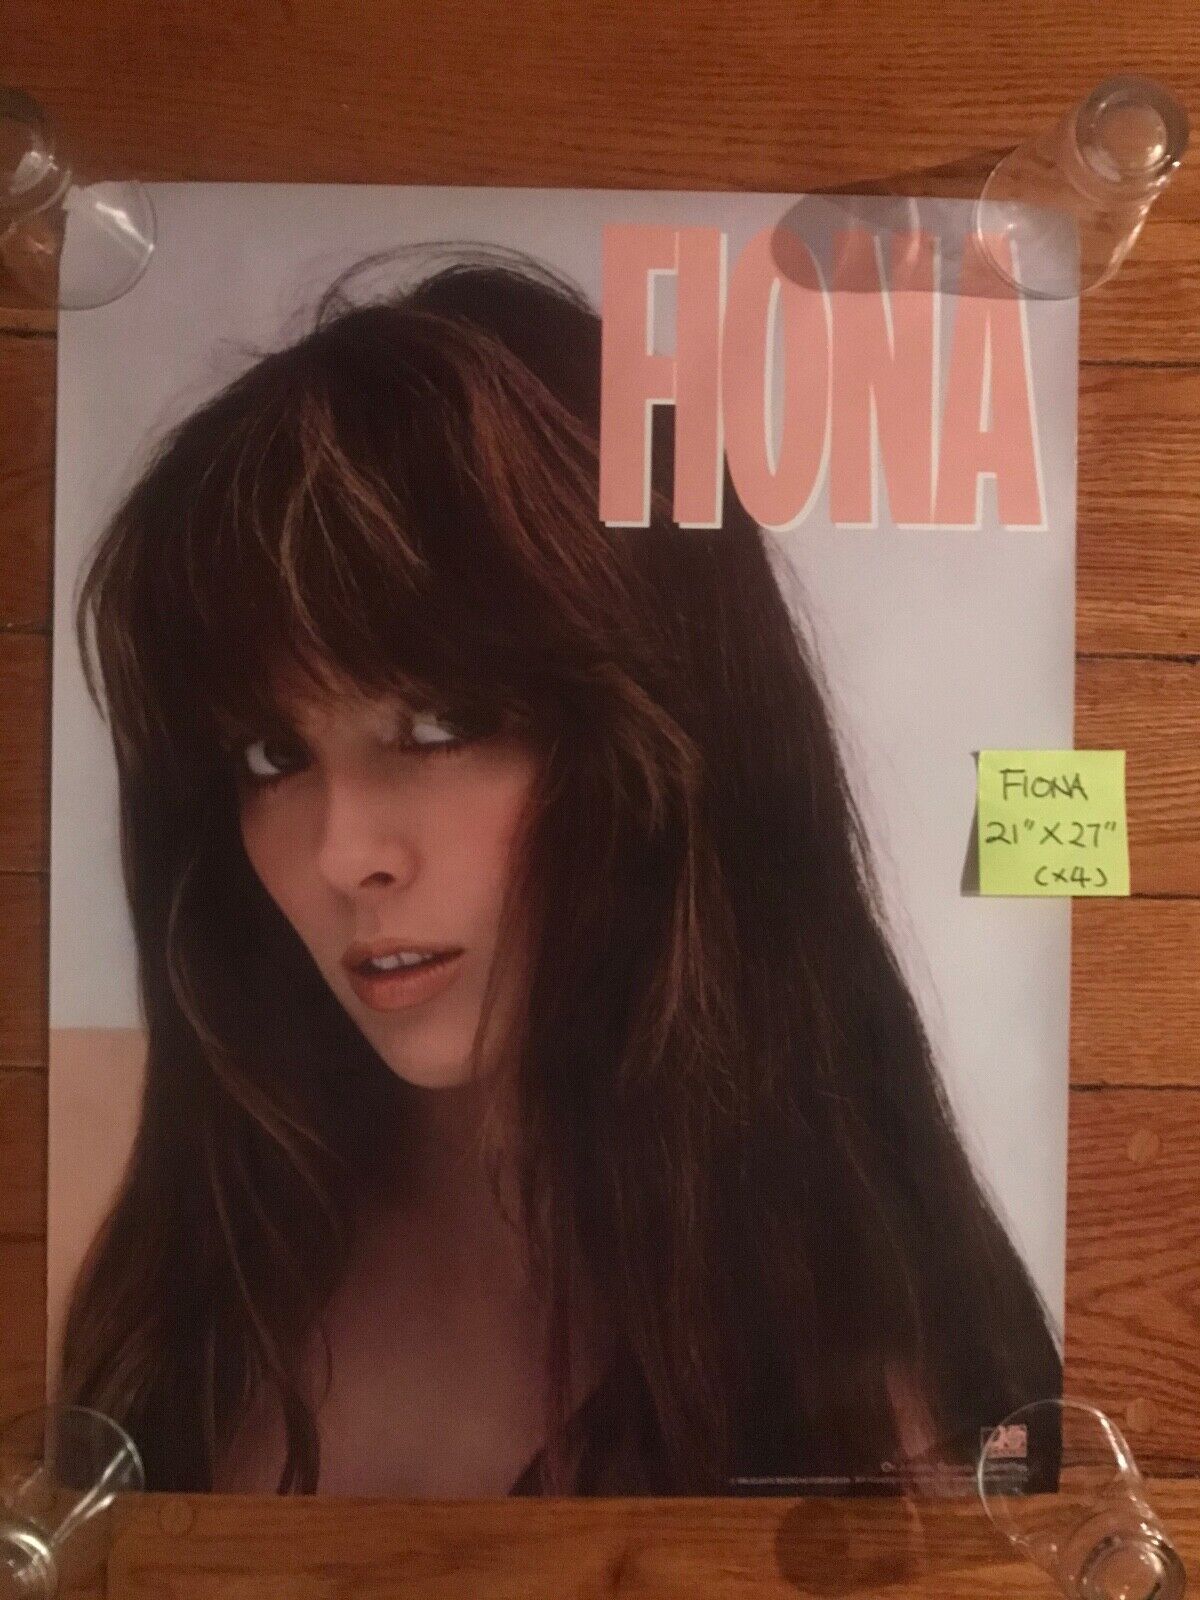 FIONA
FIONA
21" X 27"
(x4)